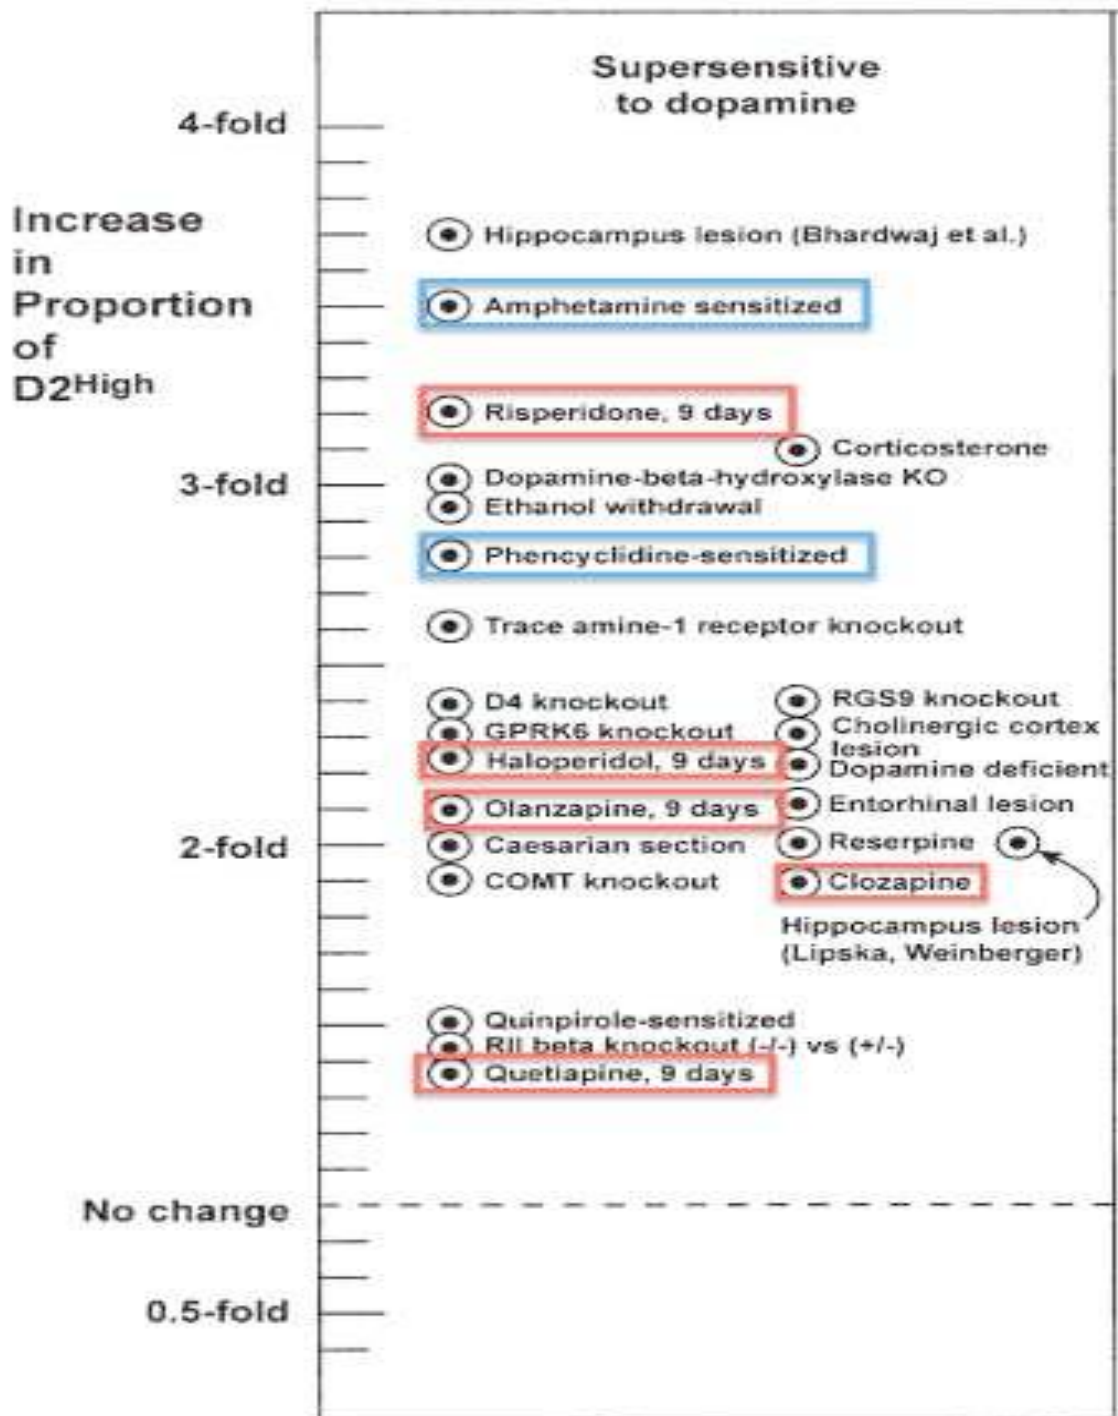 Supersensitive
to dopamine
4-fold
Increase
in
Proportion
of
D2High
Hippocampus lesion (Bhardwaj et al.)
Amphetamine sensitized
Risperidone, 9 days
Corticosterone
3-fold
Dopamine-beta-hydroxylase KO
Ethanol withdrawal
Phencyclidine-sensitized
Trace amine-1 receptor knockout
D4 knockout
RGS9 knockout
GPRK6 knockout
Cholinergic cortex
lesion
Haloperidol, 9 days
Dopamine deficient
Olanzapine, 9 days
Entorhinal lesion
2-fold
Caesarian section
Reserpine
COMT knockout
Clozapine
Hippocampus lesion
(Lipska, Weinberger)
Quinpirole-sensitized
RII beta knockout (-/-) vs (+/-)
Quetiapine, 9 days
No change
0.5-fold